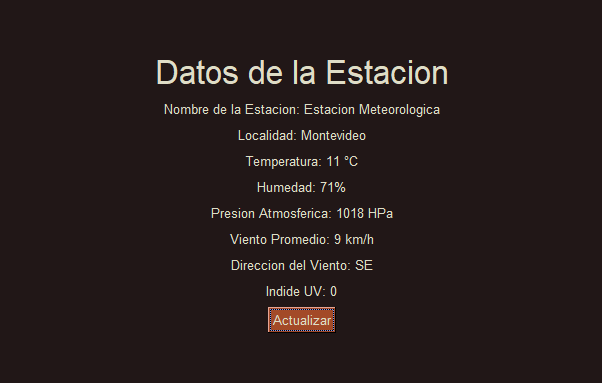 Datos de la Estacion
Nombre de la Estacion: Estacion Meteorologica
Localidad: Montevideo
Temperatura: 11 °C
Humedad: 71%
Presion Atmosferica: 1018 HPa
Viento Promedio: 9 km/h
Direccion del Viento: SE
Indide UV: 0
Actualizar